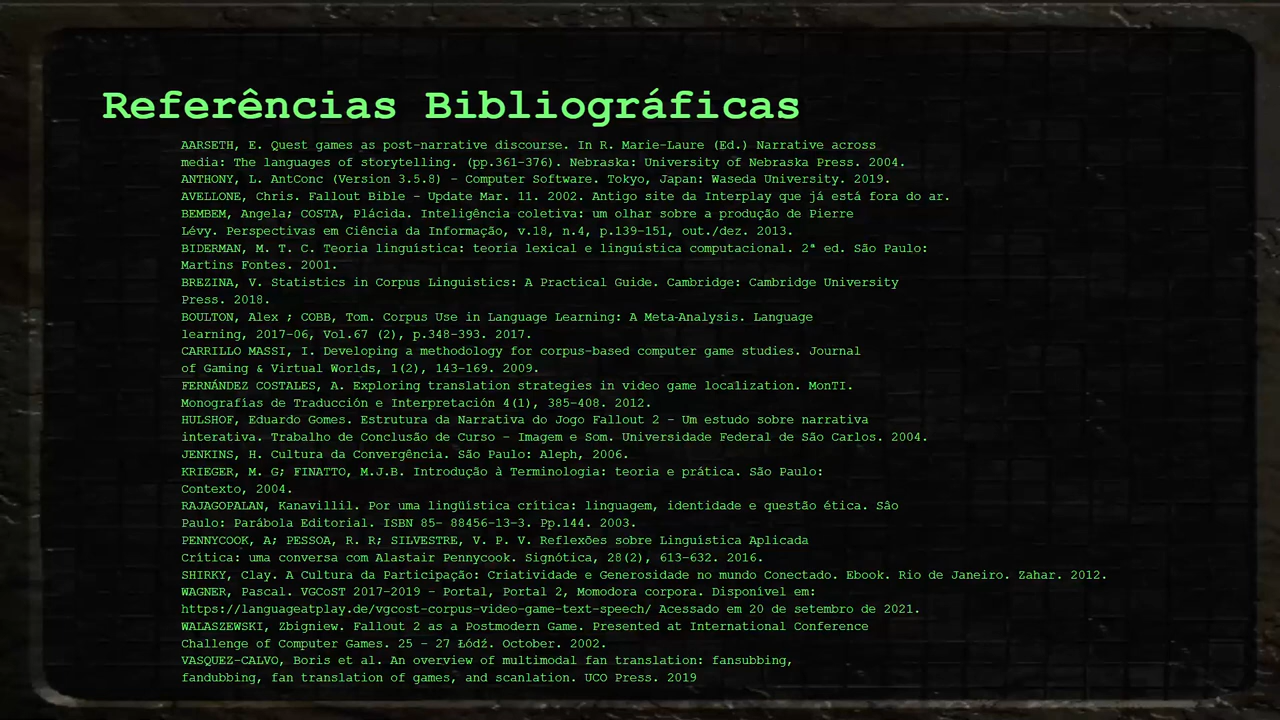 Referências Bibliográficas
AARSETH, E. Quest games as post-narrative discourse. In R. Marie-Laure (Ed.) Narrative across
media: The languages of storytelling. (pp.361-376). Nebraska: University of Nebraska Press. 2004.
ANTHONY, L. AntConc (Version 3.5.8) - Computer Software. Tokyo, Japan: Waseda University. 2019.
AVELLONE, Chris. Fallout Bible - Update Mar. 11. 2002. Antigo site da Interplay que já está fora do ar.
BEMBEM, Angela; COSTA, Plácida. Inteligência coletiva: um olhar sobre a produção de Pierre
Lévy. Perspectivas em Ciência da Informação, v.18, n.4, p.139-151, out./dez. 2013.
BIDERMAN, M. T. C. Teoria linguística: teoria lexical e linguística computacional. 2ª ed. São Paulo:
Martins Fontes. 2001.
BREZINA, V. Statistics in Corpus Linguistics: A Practical Guide. Cambridge: Cambridge University
Press. 2018.
BOULTON, Alex ; COBB, Tom. Corpus Use in Language Learning: A Meta-Analysis. Language
learning, 2017-06, Vol.67 (2), p.348-393. 2017.
CARRILLO MASSI, I. Developing a methodology for corpus-based computer game studies. Journal
of Gaming & Virtual Worlds, 1(2), 143-169. 2009.
FERNÁNDEZ COSTALES, A. Exploring translation strategies in video game localization. MonTI.
Monografías de Traducción e Interpretación 4(1), 385-408. 2012.
HULSHOF, Eduardo Gomes. Estrutura da Narrativa do Jogo Fallout 2 - Um estudo sobre narrativa
interativa. Trabalho de Conclusão de Curso - Imagem e Som. Universidade Federal de São Carlos. 2004.
JENKINS, H. Cultura da Convergência. São Paulo: Aleph, 2006.
KRIEGER, M. G; FINATTO, M.J.B. Introdução à Terminologia: teoria e prática. São Paulo:
Contexto, 2004.
RAJAGOPALAN, Kanavillil. Por uma lingüística crítica: linguagem, identidade e questão ética. São
Paulo: Parábola Editorial. ISBN 85- 88456-13-3. Pp.144. 2003.
PENNYCOOK, A; PESSOA, R. R; SILVESTRE, V. P. V. Reflexões sobre Linguística Aplicada
Crítica: uma conversa com Alastair Pennycook. Signótica, 28(2), 613-632. 2016.
SHIRKY, Clay. A Cultura da Participação: Criatividade e Generosidade no mundo Conectado. Ebook. Rio de Janeiro. Zahar. 2012.
WAGNER, Pascal. VGCoST 2017-2019 - Portal, Portal 2, Momodora corpora. Disponível em:
https://languageatplay.de/vgcost-corpus-video-game-text-speech/ Acessado em 20 de setembro de 2021.
WALASZEWSKI, Zbigniew. Fallout 2 as a Postmodern Game. Presented at International Conference
Challenge of Computer Games. 25 - 27 Łódź. October. 2002.
VASQUEZ-CALVO, Boris et al. An overview of multimodal fan translation: fansubbing,
fandubbing, fan translation of games, and scanlation. UCO Press. 2019